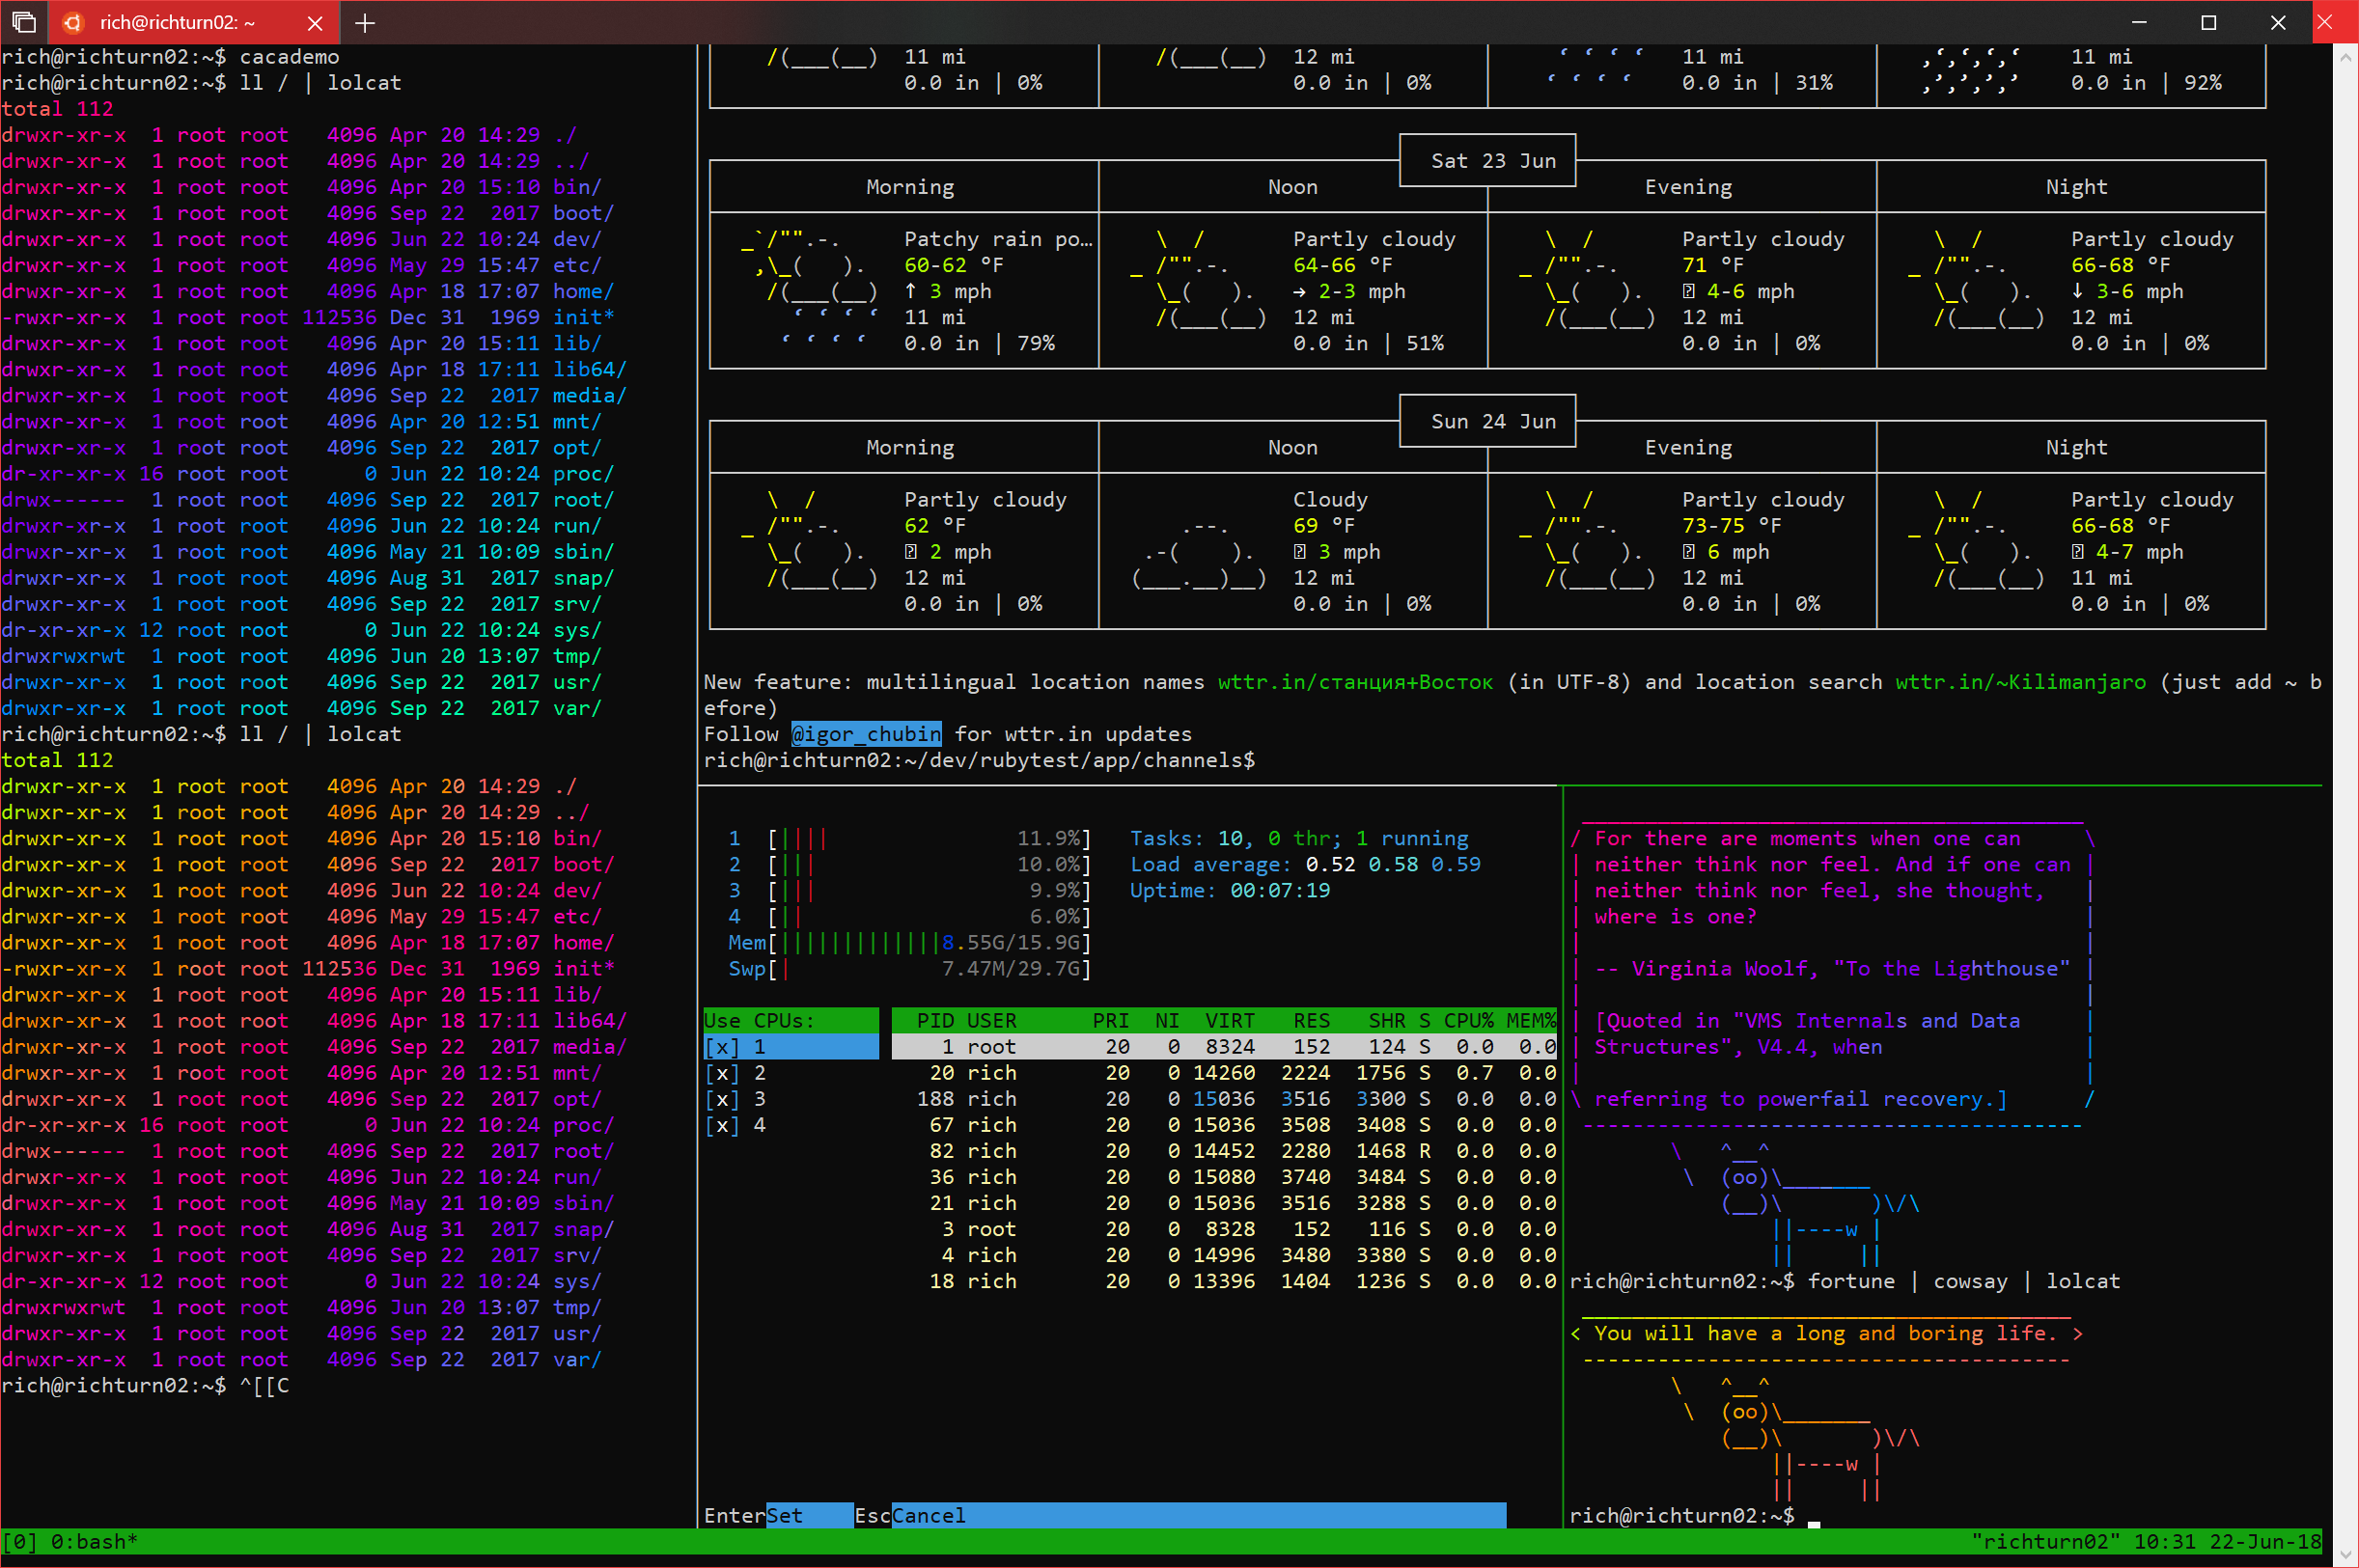 rich@richturn02: ~
rich@richturn02:~$ cacademo
rich@richturn02:~$ ll / | lolcat
total 112
drwxr-xr-x  1 root root   4096 Apr 20 14:29 ./
drwxr-xr-x  1 root root   4096 Apr 20 14:29 ../
drwxr-xr-x  1 root root   4096 Apr 20 15:10 bin/
drwxr-xr-x  1 root root   4096 Sep 22  2017 boot/
drwxr-xr-x  1 root root   4096 Jun 22 10:24 dev/
drwxr-xr-x  1 root root   4096 May 29 15:47 etc/
drwxr-xr-x  1 root root   4096 Apr 18 17:07 home/
-rwxr-xr-x  1 root root 112536 Dec 31  1969 init*
drwxr-xr-x  1 root root   4096 Apr 20 15:11 lib/
drwxr-xr-x  1 root root   4096 Apr 18 17:11 lib64/
drwxr-xr-x  1 root root   4096 Sep 22  2017 media/
drwxr-xr-x  1 root root   4096 Apr 20 12:51 mnt/
drwxr-xr-x  1 root root   4096 Sep 22  2017 opt/
dr-xr-xr-x 16 root root      0 Jun 22 10:24 proc/
drwx------  1 root root   4096 Sep 22  2017 root/
drwxr-xr-x  1 root root   4096 Jun 22 10:24 run/
drwxr-xr-x  1 root root   4096 May 21 10:09 sbin/
drwxr-xr-x  1 root root   4096 Aug 31  2017 snap/
drwxr-xr-x  1 root root   4096 Sep 22  2017 srv/
dr-xr-xr-x 12 root root      0 Jun 22 10:24 sys/
drwxrwxrwt  1 root root   4096 Jun 20 13:07 tmp/
drwxr-xr-x  1 root root   4096 Sep 22  2017 usr/
drwxr-xr-x  1 root root   4096 Sep 22  2017 var/
rich@richturn02:~$ ll / | lolcat
total 112
drwxr-xr-x  1 root root   4096 Apr 20 14:29 ./
drwxr-xr-x  1 root root   4096 Apr 20 14:29 ../
drwxr-xr-x  1 root root   4096 Apr 20 15:10 bin/
drwxr-xr-x  1 root root   4096 Sep 22  2017 boot/
drwxr-xr-x  1 root root   4096 Jun 22 10:24 dev/
drwxr-xr-x  1 root root   4096 May 29 15:47 etc/
drwxr-xr-x  1 root root   4096 Apr 18 17:07 home/
-rwxr-xr-x  1 root root 112536 Dec 31  1969 init*
drwxr-xr-x  1 root root   4096 Apr 20 15:11 lib/
drwxr-xr-x  1 root root   4096 Apr 18 17:11 lib64/
drwxr-xr-x  1 root root   4096 Sep 22  2017 media/
drwxr-xr-x  1 root root   4096 Apr 20 12:51 mnt/
drwxr-xr-x  1 root root   4096 Sep 22  2017 opt/
dr-xr-xr-x 16 root root      0 Jun 22 10:24 proc/
drwx------  1 root root   4096 Sep 22  2017 root/
drwxr-xr-x  1 root root   4096 Jun 22 10:24 run/
drwxr-xr-x  1 root root   4096 May 21 10:09 sbin/
drwxr-xr-x  1 root root   4096 Aug 31  2017 snap/
drwxr-xr-x  1 root root   4096 Sep 22  2017 srv/
dr-xr-xr-x 12 root root      0 Jun 22 10:24 sys/
drwxrwxrwt  1 root root   4096 Jun 20 13:07 tmp/
drwxr-xr-x  1 root root   4096 Sep 22  2017 usr/
drwxr-xr-x  1 root root   4096 Sep 22  2017 var/
rich@richturn02:~$ ^[[C
11 mi 12 mi 11 mi 11 mi
0.0 in | 0% 0.0 in | 0% 0.0 in | 31% 0.0 in | 92%
Sat 23 Jun
Morning Noon Evening Night
Patchy rain po… Partly cloudy Partly cloudy Partly cloudy
60-62 °F 64-66 °F 71 °F 66-68 °F
↑ 3 mph → 2-3 mph 4-6 mph ↓ 3-6 mph
11 mi 12 mi 12 mi 12 mi
0.0 in | 79% 0.0 in | 51% 0.0 in | 0% 0.0 in | 0%
Sun 24 Jun
Morning Noon Evening Night
Partly cloudy Cloudy Partly cloudy Partly cloudy
62 °F 69 °F 73-75 °F 66-68 °F
2 mph 3 mph 6 mph 4-7 mph
12 mi 12 mi 12 mi 11 mi
0.0 in | 0% 0.0 in | 0% 0.0 in | 0% 0.0 in | 0%
New feature: multilingual location names wttr.in/станция+Восток (in UTF-8) and location search wttr.in/~Kilimanjaro (just add ~ b
efore)
Follow @igor_chubin for wttr.in updates
rich@richturn02:~/dev/rubytest/app/channels$
1 [|||| 11.9%] Tasks: 10, 0 thr; 1 running
2 [||| 10.0%] Load average: 0.52 0.58 0.59
3 [||| 9.9%] Uptime: 00:07:19
4 [|| 6.0%]
Mem[|||||||||||||8.55G/15.9G]
Swp[| 7.47M/29.7G]
Use CPUs: PID USER PRI NI VIRT RES SHR S CPU% MEM%
[x] 1 1 root 20 0 8324 152 124 S 0.0 0.0
[x] 2 20 rich 20 0 14260 2224 1756 S 0.7 0.0
[x] 3 188 rich 20 0 15036 3516 3300 S 0.0 0.0
[x] 4 67 rich 20 0 15036 3508 3408 S 0.0 0.0
82 rich 20 0 14452 2280 1468 R 0.0 0.0
36 rich 20 0 15080 3740 3484 S 0.0 0.0
21 rich 20 0 15036 3516 3288 S 0.0 0.0
3 root 20 0 8328 152 116 S 0.0 0.0
4 rich 20 0 14996 3480 3380 S 0.0 0.0
18 rich 20 0 13396 1404 1236 S 0.0 0.0
EnterSet EscCancel
/ For there are moments when one can \
| neither think nor feel. And if one can |
| neither think nor feel, she thought, |
| where is one? |
| -- Virginia Woolf, "To the Lighthouse" |
| [Quoted in "VMS Internals and Data |
| Structures", V4.4, when |
\ referring to powerfail recovery.] /
\ ^__^
\ (oo)\_______
(__)\ )\/\
||----w |
|| ||
rich@richturn02:~$ fortune | cowsay | lolcat
< You will have a long and boring life. >
\ ^__^
\ (oo)\_______
(__)\ )\/\
||----w |
|| ||
rich@richturn02:~$
[0] 0:bash* "richturn02" 10:31 22-Jun-18